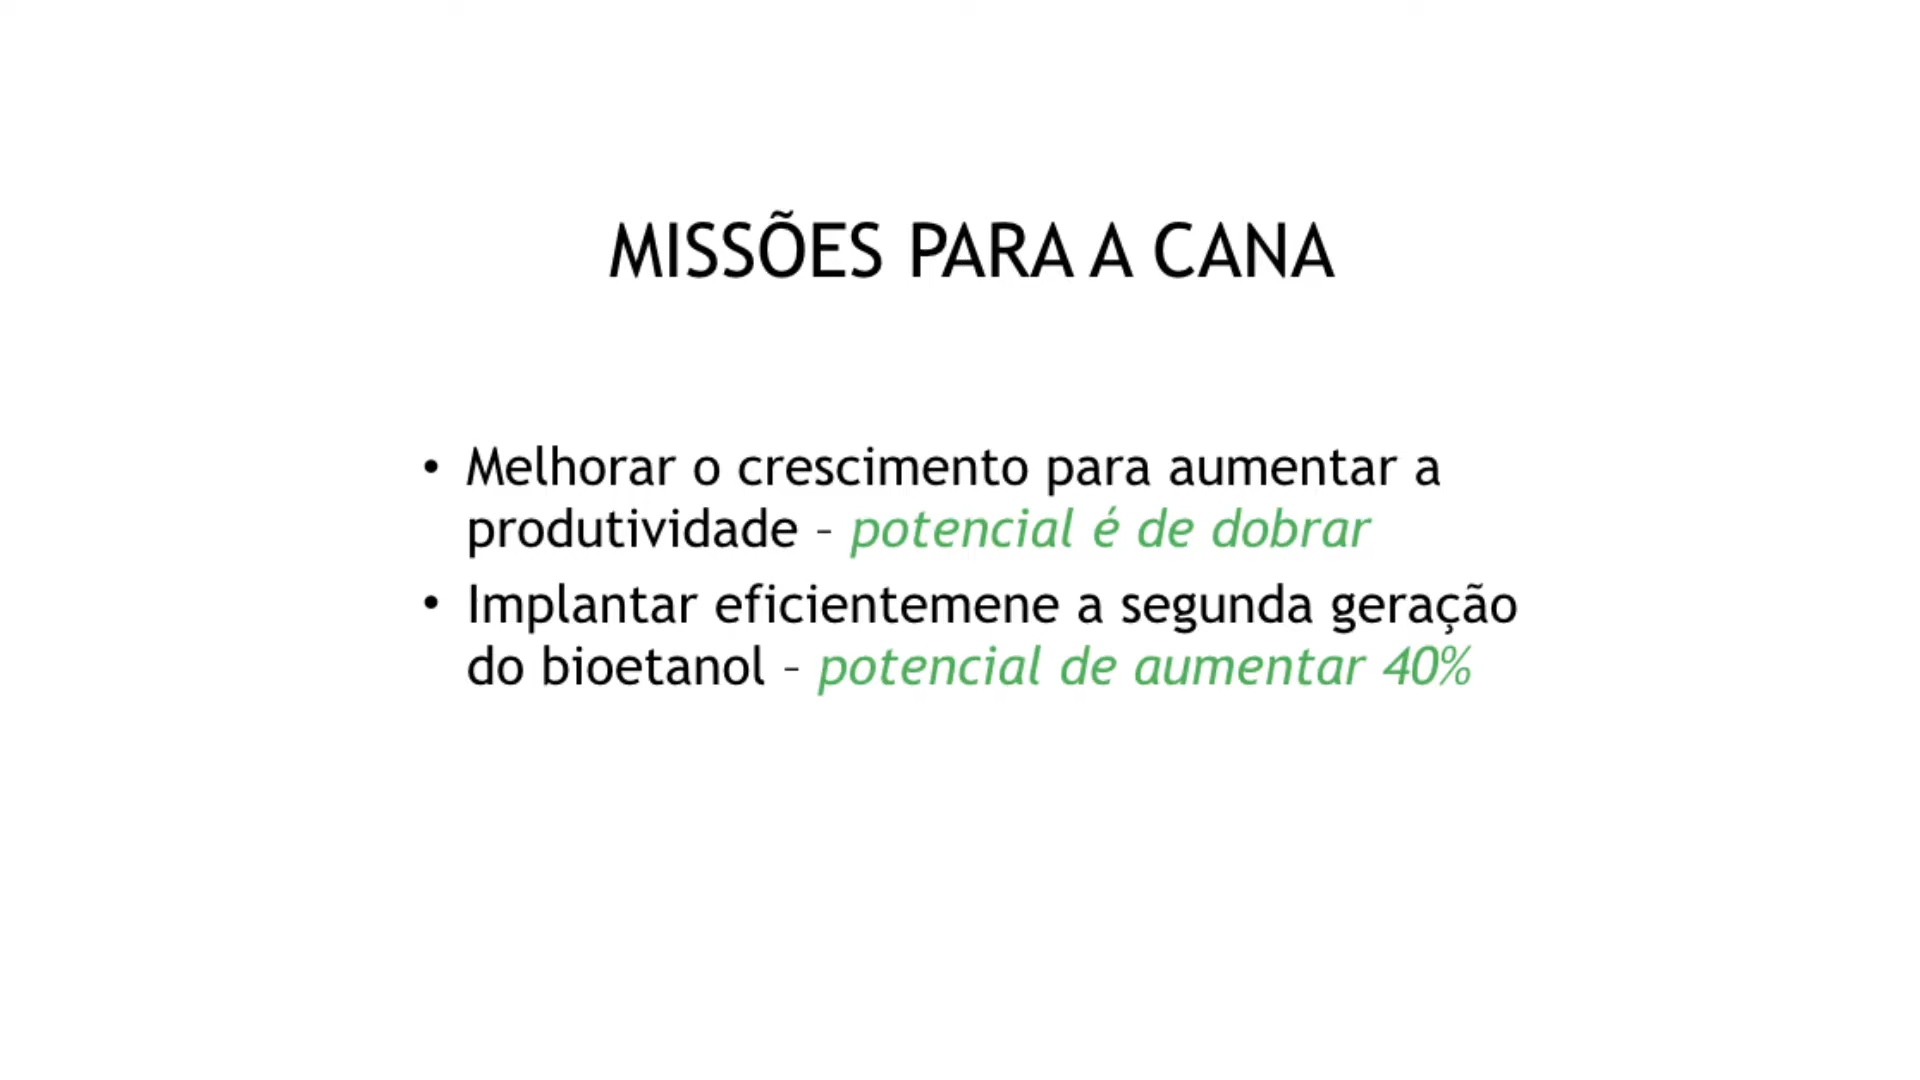 MISSÕES PARA A CANA
• Melhorar o crescimento para aumentar a
produtividade – potencial é de dobrar
• Implantar eficientemene a segunda geração
do bioetanol – potencial de aumentar 40%